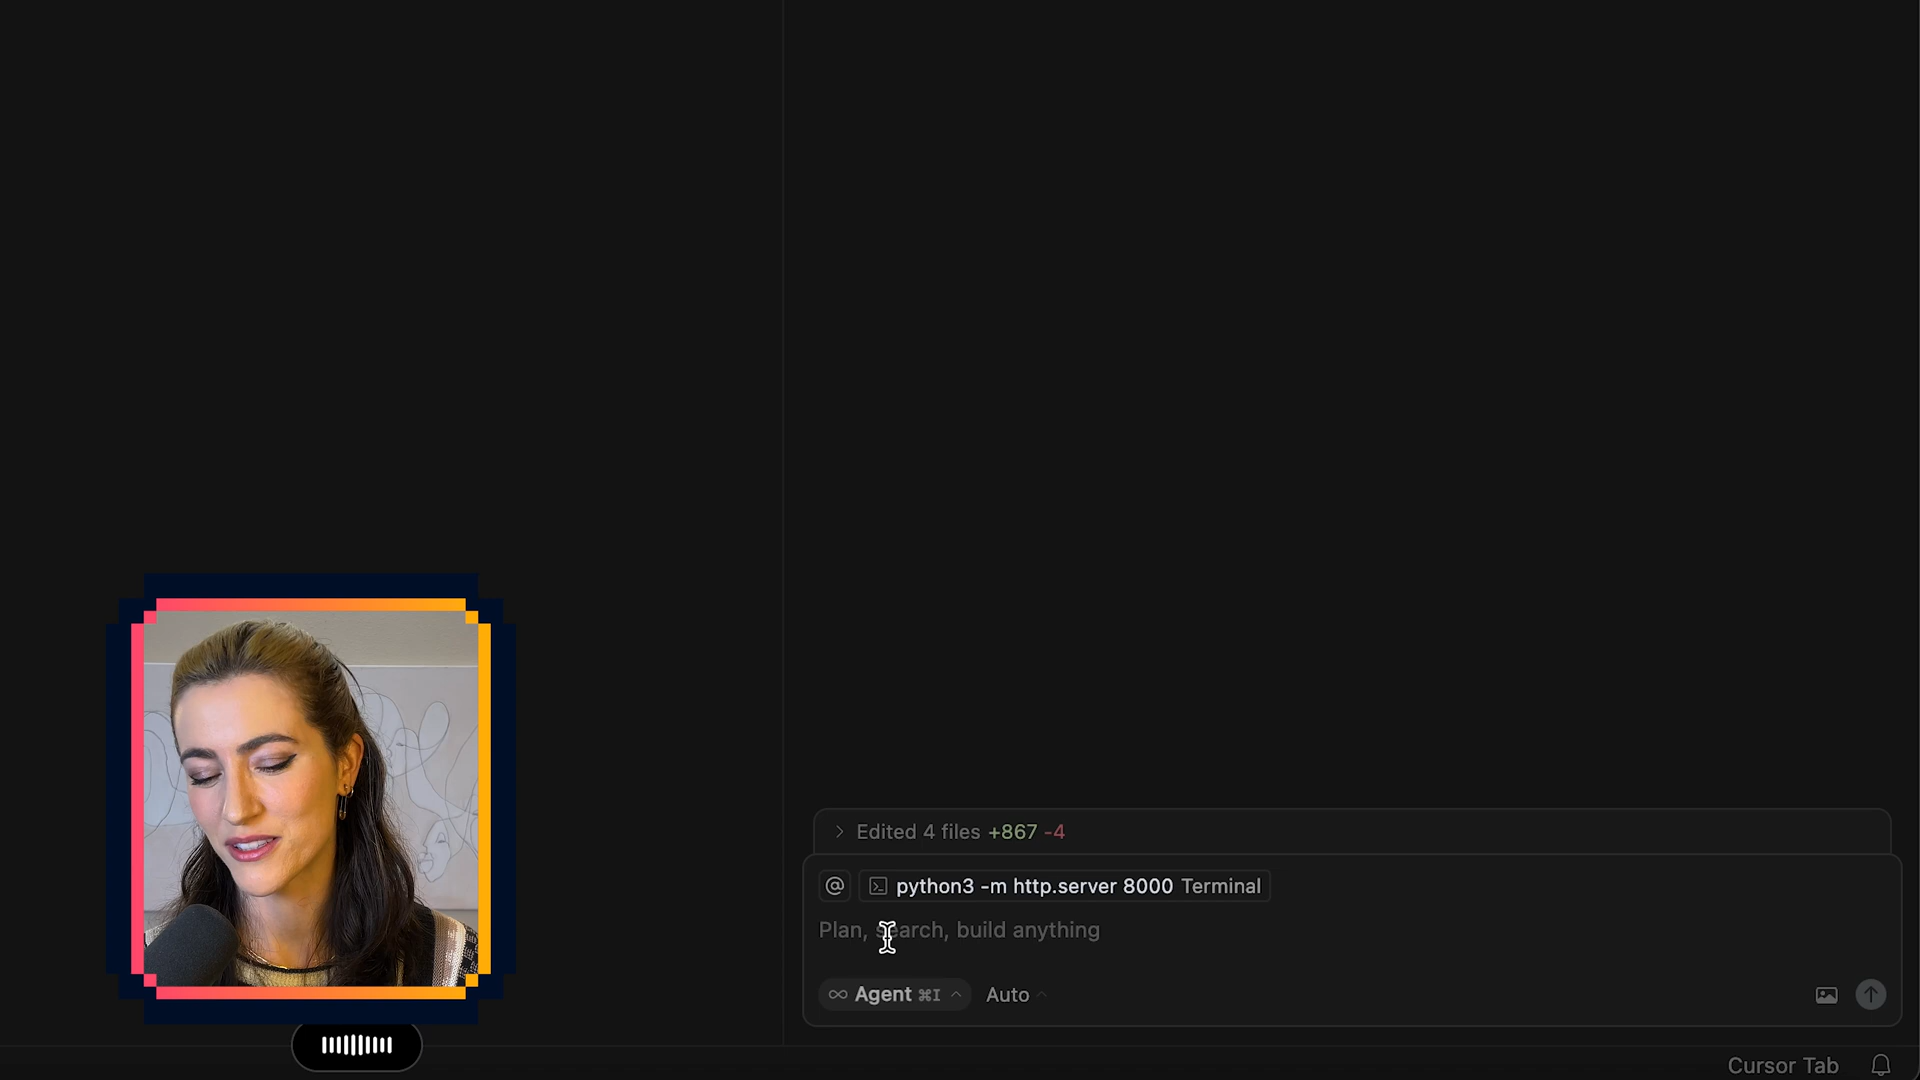 Edited 4 files +867 -4
@ python3 -m http.server 8000 Terminal
Plan, search, build anything
Agent ⌘I Auto
Cursor Tab